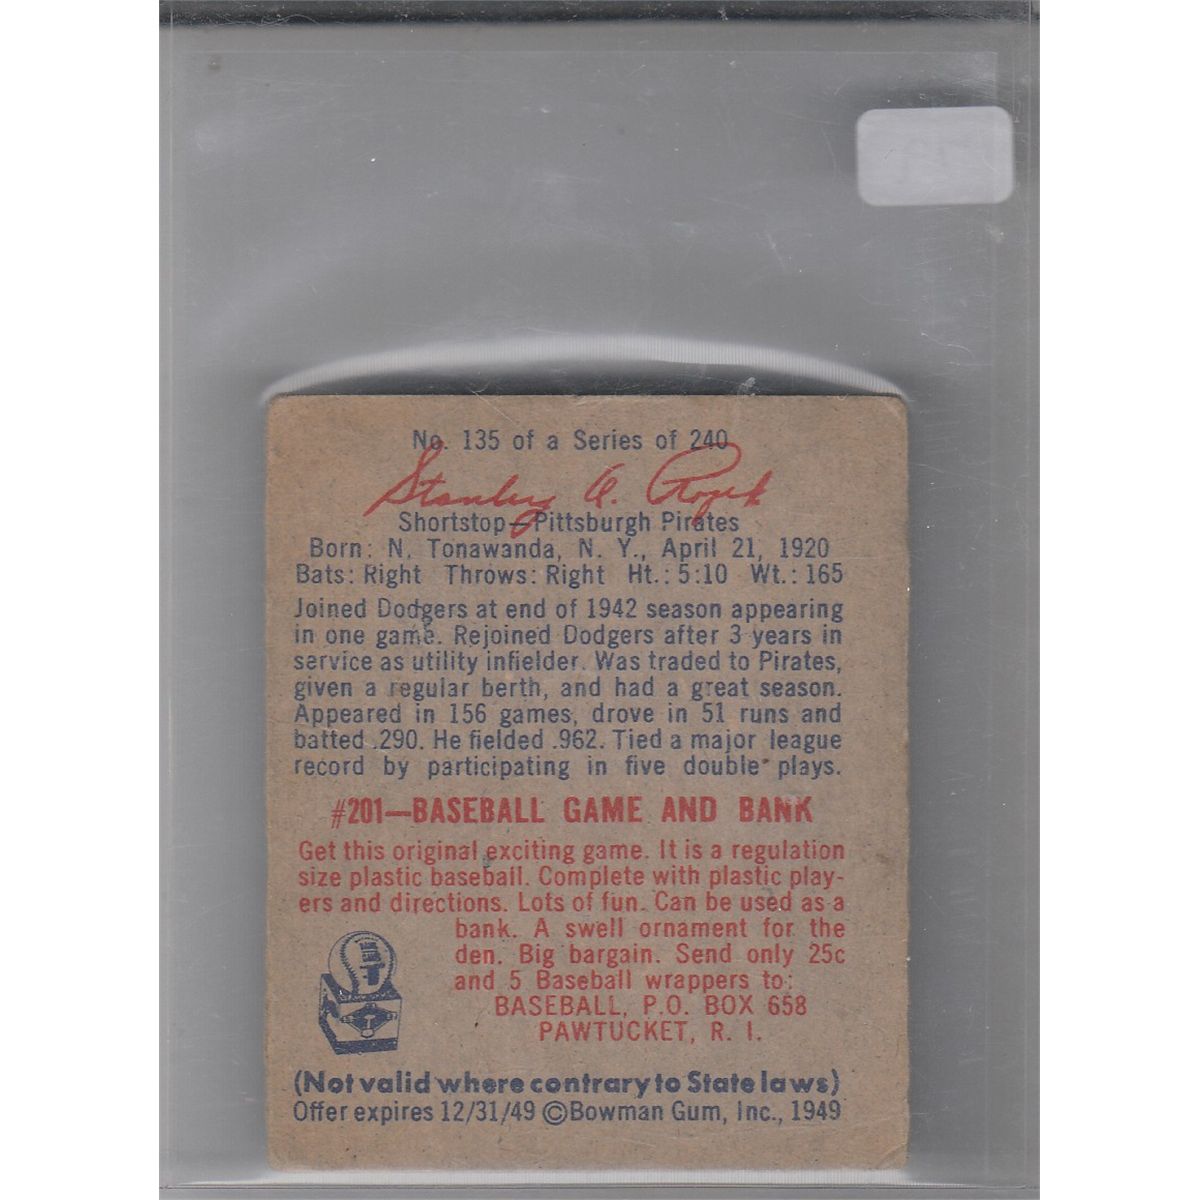 No. 135 of a Series of 240
Stanley A. Rojek
Shortstop—Pittsburgh Pirates
Born: N. Tonawanda, N. Y., April 21, 1920
Bats: Right Throws: Right Ht.: 5:10 Wt.: 165
Joined Dodgers at end of 1942 season appearing
in one game. Rejoined Dodgers after 3 years in
service as utility infielder. Was traded to Pirates,
given a regular berth, and had a great season.
Appeared in 156 games, drove in 51 runs and
batted .290. He fielded .962. Tied a major league
record by participating in five double plays.
#201—BASEBALL GAME AND BANK
Get this original exciting game. It is a regulation
size plastic baseball. Complete with plastic play-
ers and directions. Lots of fun. Can be used as a
bank. A swell ornament for the
den. Big bargain. Send only 25c
and 5 Baseball wrappers to:
BASEBALL, P.O. BOX 658
PAWTUCKET, R. I.
(Not valid where contrary to State laws)
Offer expires 12/31/49 ©Bowman Gum, Inc., 1949